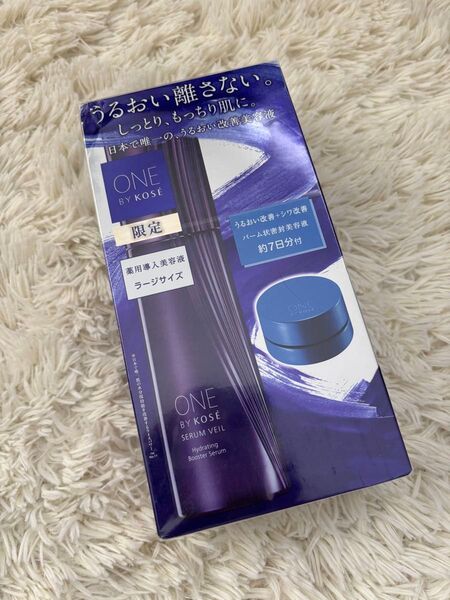 うるおい離さない。
しっとり、もっちり肌に。
日本で唯一の、うるおい改善美容液
ONE
BY KOSÉ
限定
薬用導入美容液
ラージサイズ
うるおい改善+シワ改善
バーム状密封美容液
約7日分付
ONE
ONE
BY KOSÉ
SERUM VEIL
Hydrating
Booster Serum